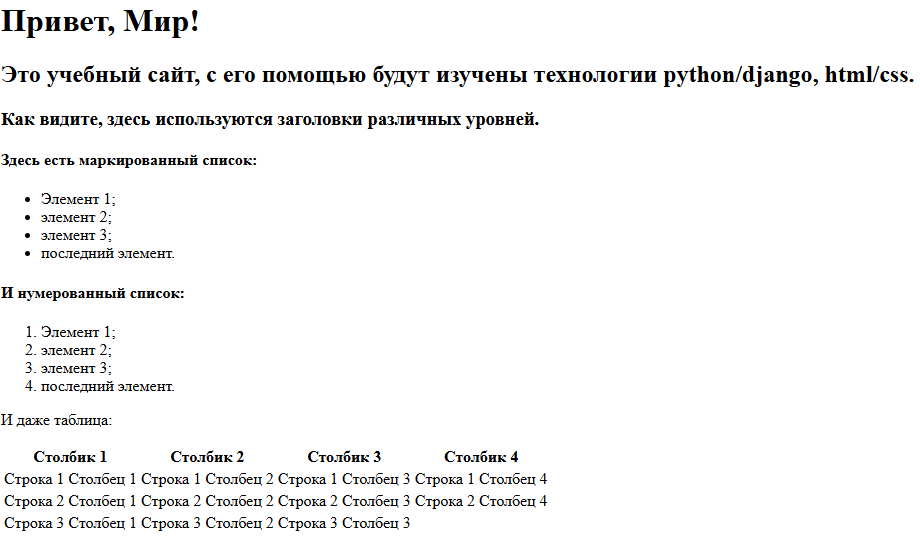 Привет, Мир!
Это учебный сайт, с его помощью будут изучены технологии python/django, html/css.
Как видите, здесь используются заголовки различных уровней.
Здесь есть маркированный список:
• Элемент 1;
• элемент 2;
• элемент 3;
• последний элемент.
И нумерованный список:
1. Элемент 1;
2. элемент 2;
3. элемент 3;
4. последний элемент.
И даже таблица:
Столбик 1 Столбик 2 Столбик 3 Столбик 4
Строка 1 Столбец 1 Строка 1 Столбец 2 Строка 1 Столбец 3 Строка 1 Столбец 4
Строка 2 Столбец 1 Строка 2 Столбец 2 Строка 2 Столбец 3 Строка 2 Столбец 4
Строка 3 Столбец 1 Строка 3 Столбец 2 Строка 3 Столбец 3